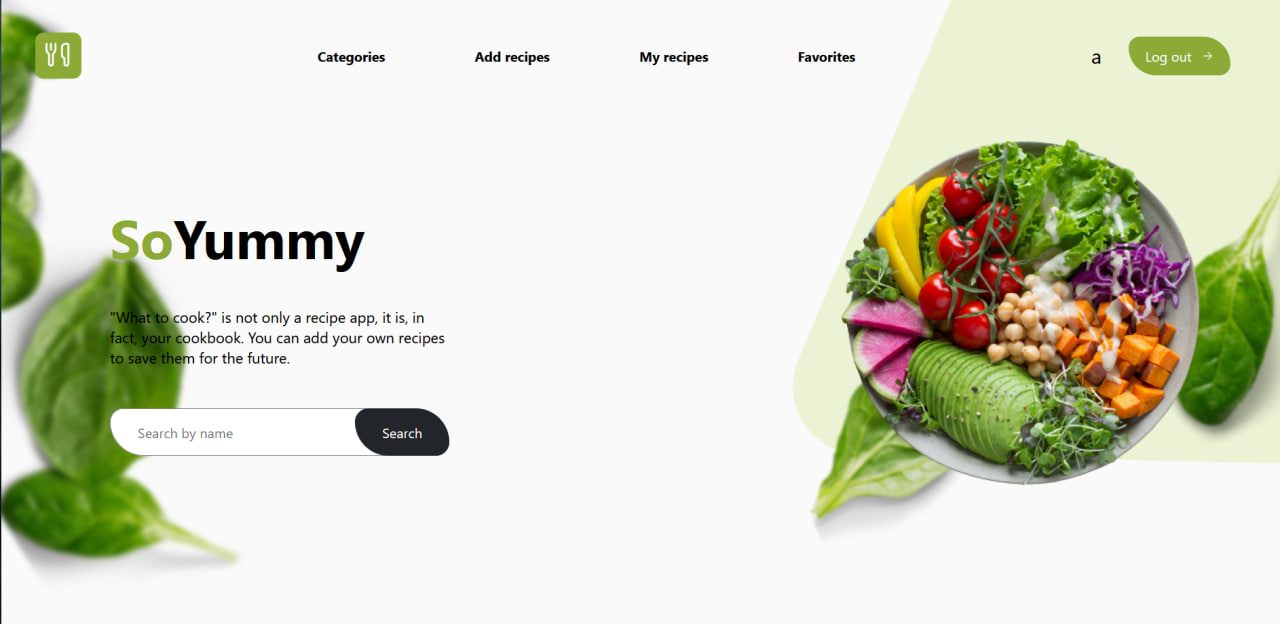 Categories Add recipes My recipes Favorites a Log out →
SoYummy
"What to cook?" is not only a recipe app, it is, in
fact, your cookbook. You can add your own recipes
to save them for the future.
Search by name Search